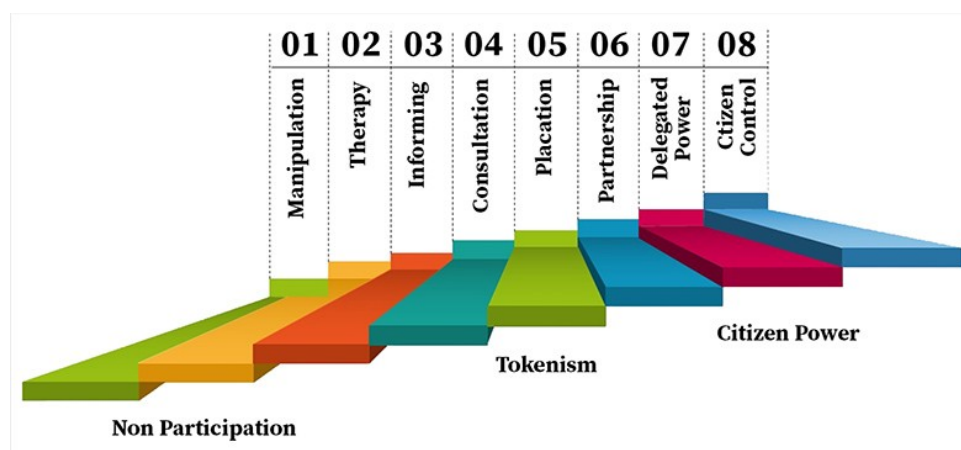 01 02 03 04 05 06 07 08
Manipulation
Therapy
Informing
Consultation
Placation
Partnership
Delegated
Power
Ctizen
Control
Citizen Power
Tokenism
Non Participation